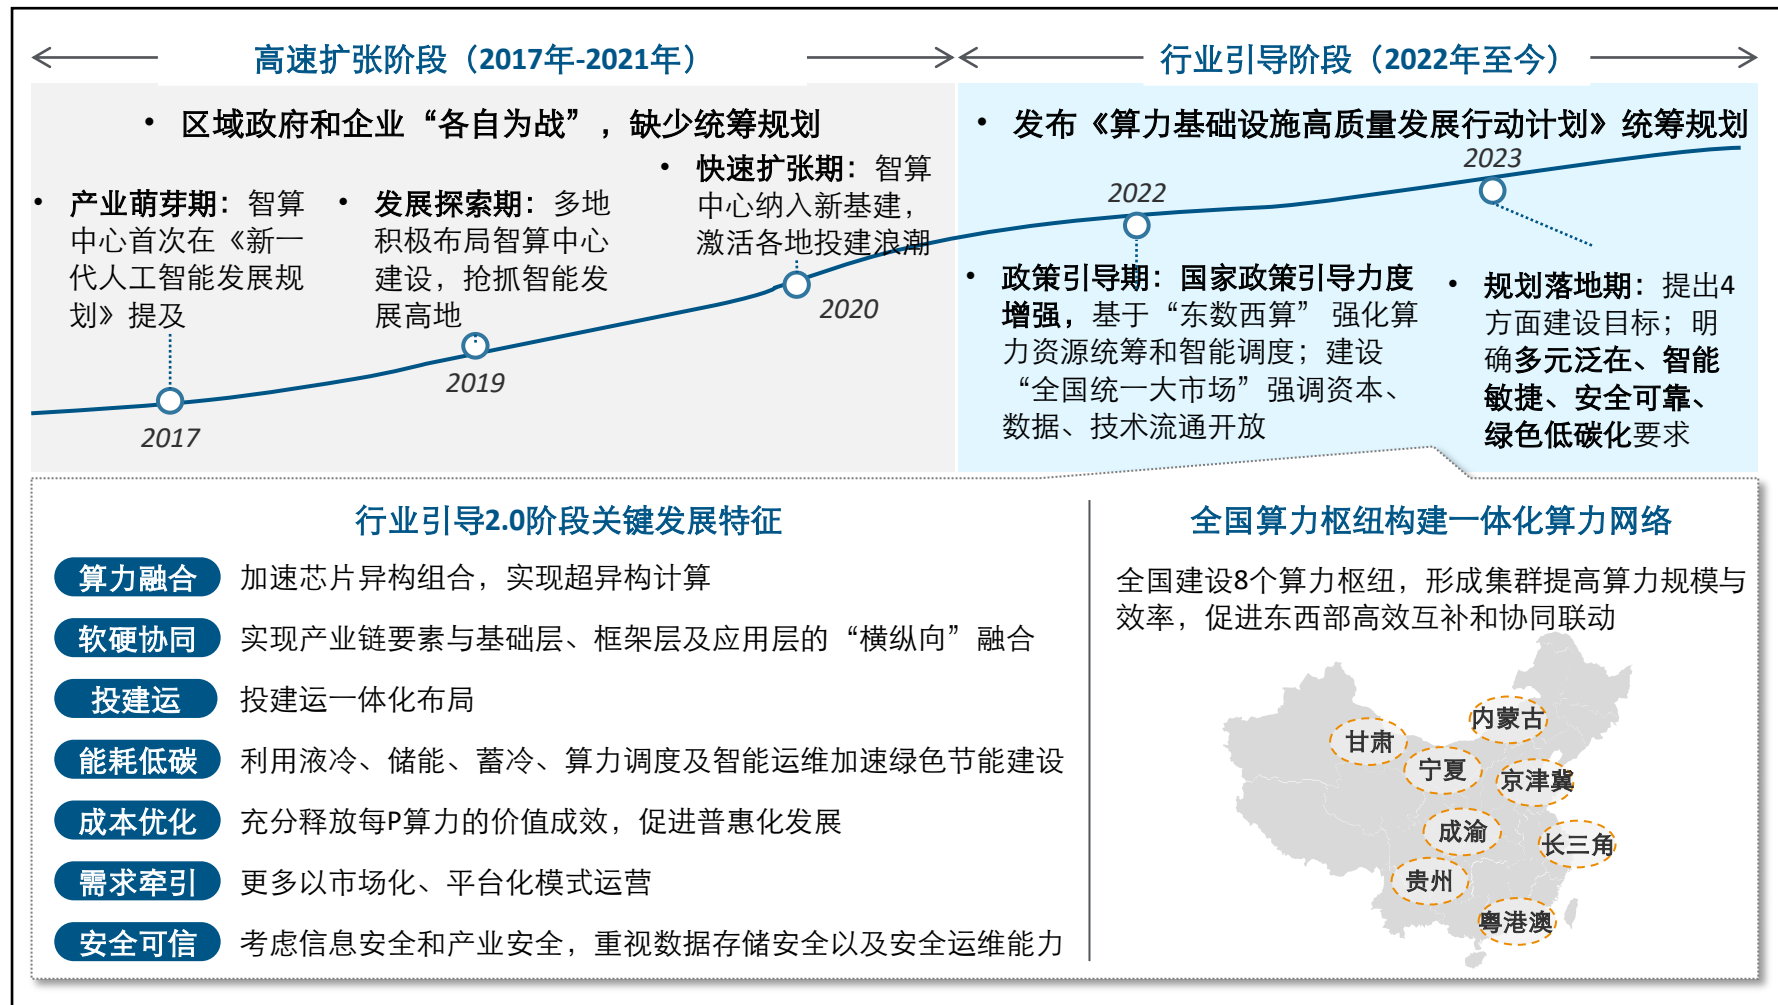 高速扩张阶段（2017年-2021年）
行业引导阶段（2022年至今）
• 区域政府和企业“各自为战”，缺少统筹规划
• 发布《算力基础设施高质量发展行动计划》统筹规划
• 产业萌芽期：智算
中心首次在《新一
代人工智能发展规
划》提及
2017
• 发展探索期：多地
积极布局智算中心
建设，抢抓智能发
展高地
2019
• 快速扩张期：智算
中心纳入新基建，
激活各地投建浪潮
2020
2022
• 政策引导期：国家政策引导力度
增强，基于“东数西算” 强化算
力资源统筹和智能调度；建设
“全国统一大市场”强调资本、
数据、技术流通开放
2023
• 规划落地期：提出4
方面建设目标；明
确多元泛在、智能
敏捷、安全可靠、
绿色低碳化要求
行业引导2.0阶段关键发展特征
算力融合 加速芯片异构组合，实现超异构计算
软硬协同 实现产业链要素与基础层、框架层及应用层的“横纵向”融合
投建运 投建运一体化布局
能耗低碳 利用液冷、储能、蓄冷、算力调度及智能运维加速绿色节能建设
成本优化 充分释放每P算力的价值成效，促进普惠化发展
需求牵引 更多以市场化、平台化模式运营
安全可信 考虑信息安全和产业安全，重视数据存储安全以及安全运维能力
全国算力枢纽构建一体化算力网络
全国建设8个算力枢纽，形成集群提高算力规模与
效率，促进东西部高效互补和协同联动
内蒙古
甘肃
宁夏
京津冀
成渝
长三角
贵州
粤港澳